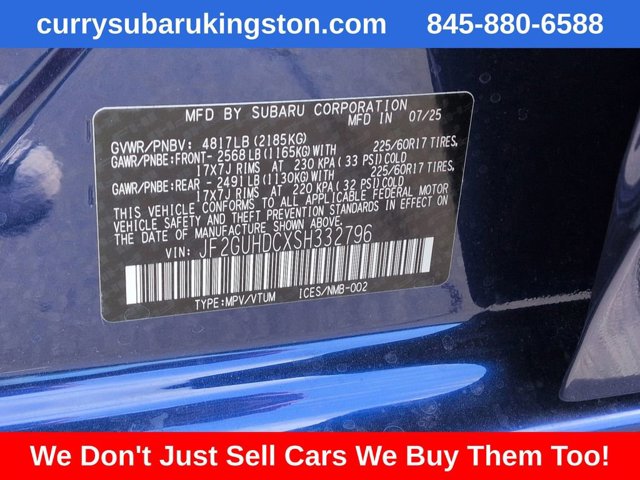 currysubarukingston.com 845-880-6588
MFD BY SUBARU CORPORATION IN 07/25
GVWR/PNBV: 4817LB(2185KG)
GAWR/PNBE:FRONT- 2568LB(1165KG)WITH 225/60R17 TIRES,
17X7J RIMS AT 230 KPA (33 PSI) COLD
GAWR/PNBE:REAR - 2491LB(1130KG)WITH 225/60R17 TIRES,
17X7J RIMS AT 220 KPA (32 PSI) COLD
THIS VEHICLE CONFORMS TO ALL APPLICABLE FEDERAL MOTOR
VEHICLE SAFETY AND THEFT PREVENTION STANDARDS IN EFFECT
ON THE DATE OF MANUFACTURE SHOWN ABOVE.
VIN: JF2GUHDCXSH332796
TYPE:MPV/VTUM ICES/NMB-002
We Don't Just Sell Cars We Buy Them Too!